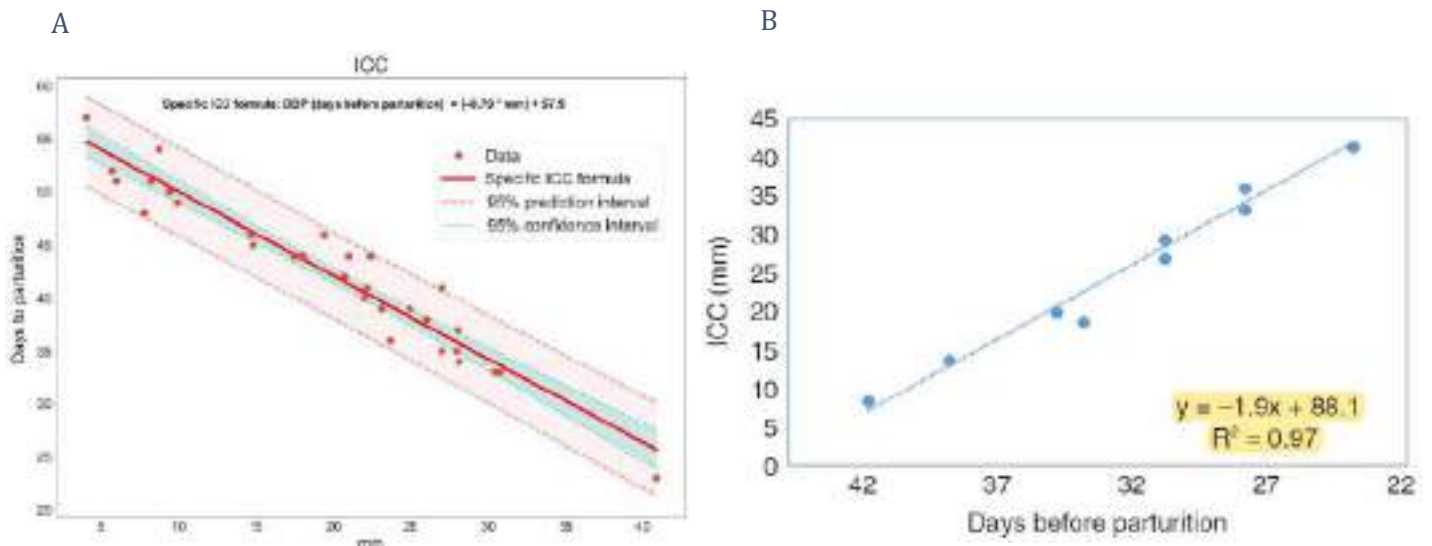 A
B
ICC
Specific ICC formula: DBP (days before parturition) = (-0.79 * mm) + 57.9
Data
Specific ICC formula
95% prediction interval
95% confidence interval
Days to parturition
60
55
50
45
40
35
30
25
20
5
10
15
20
25
30
35
40
mm
ICC (mm)
45
40
35
30
25
20
15
10
5
0
y = −1.9x + 88.1
R² = 0.97
42
37
32
27
22
Days before parturition